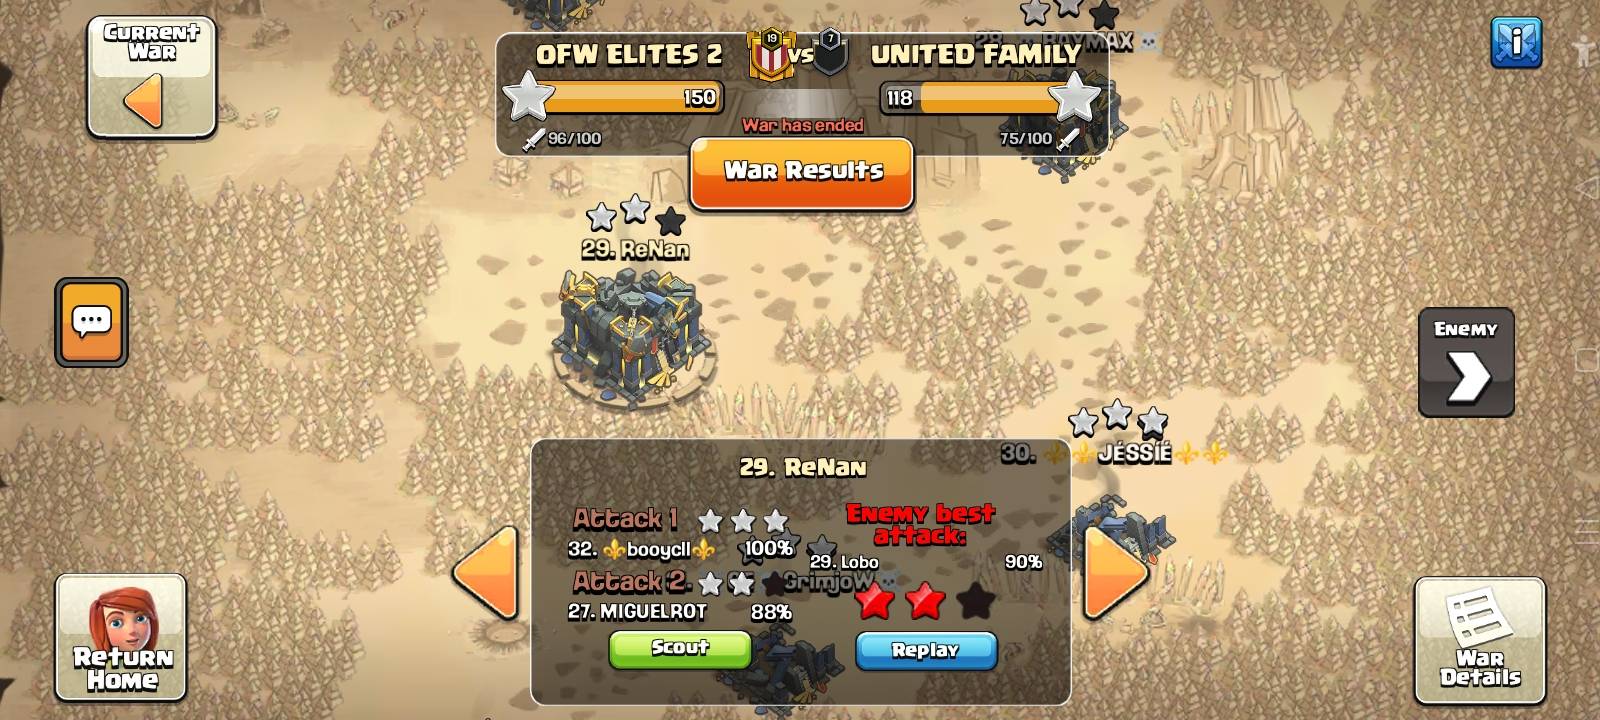 Current
War
OFW ELITES 2
19
vs
7
UNITED FAMILY
150
118
War has ended
96/100
75/100
War Results
29. ReNan
Enemy
30. ⚜⚜JÉSSÍÉ⚜⚜
29. ReNan
Attack 1
Enemy best
attack:
32. ⚜booycll⚜ 100%
29. Lobo 90%
Attack 2
GrimjoW
27. MIGUELROT 88%
Scout
Replay
Return
Home
War
Details